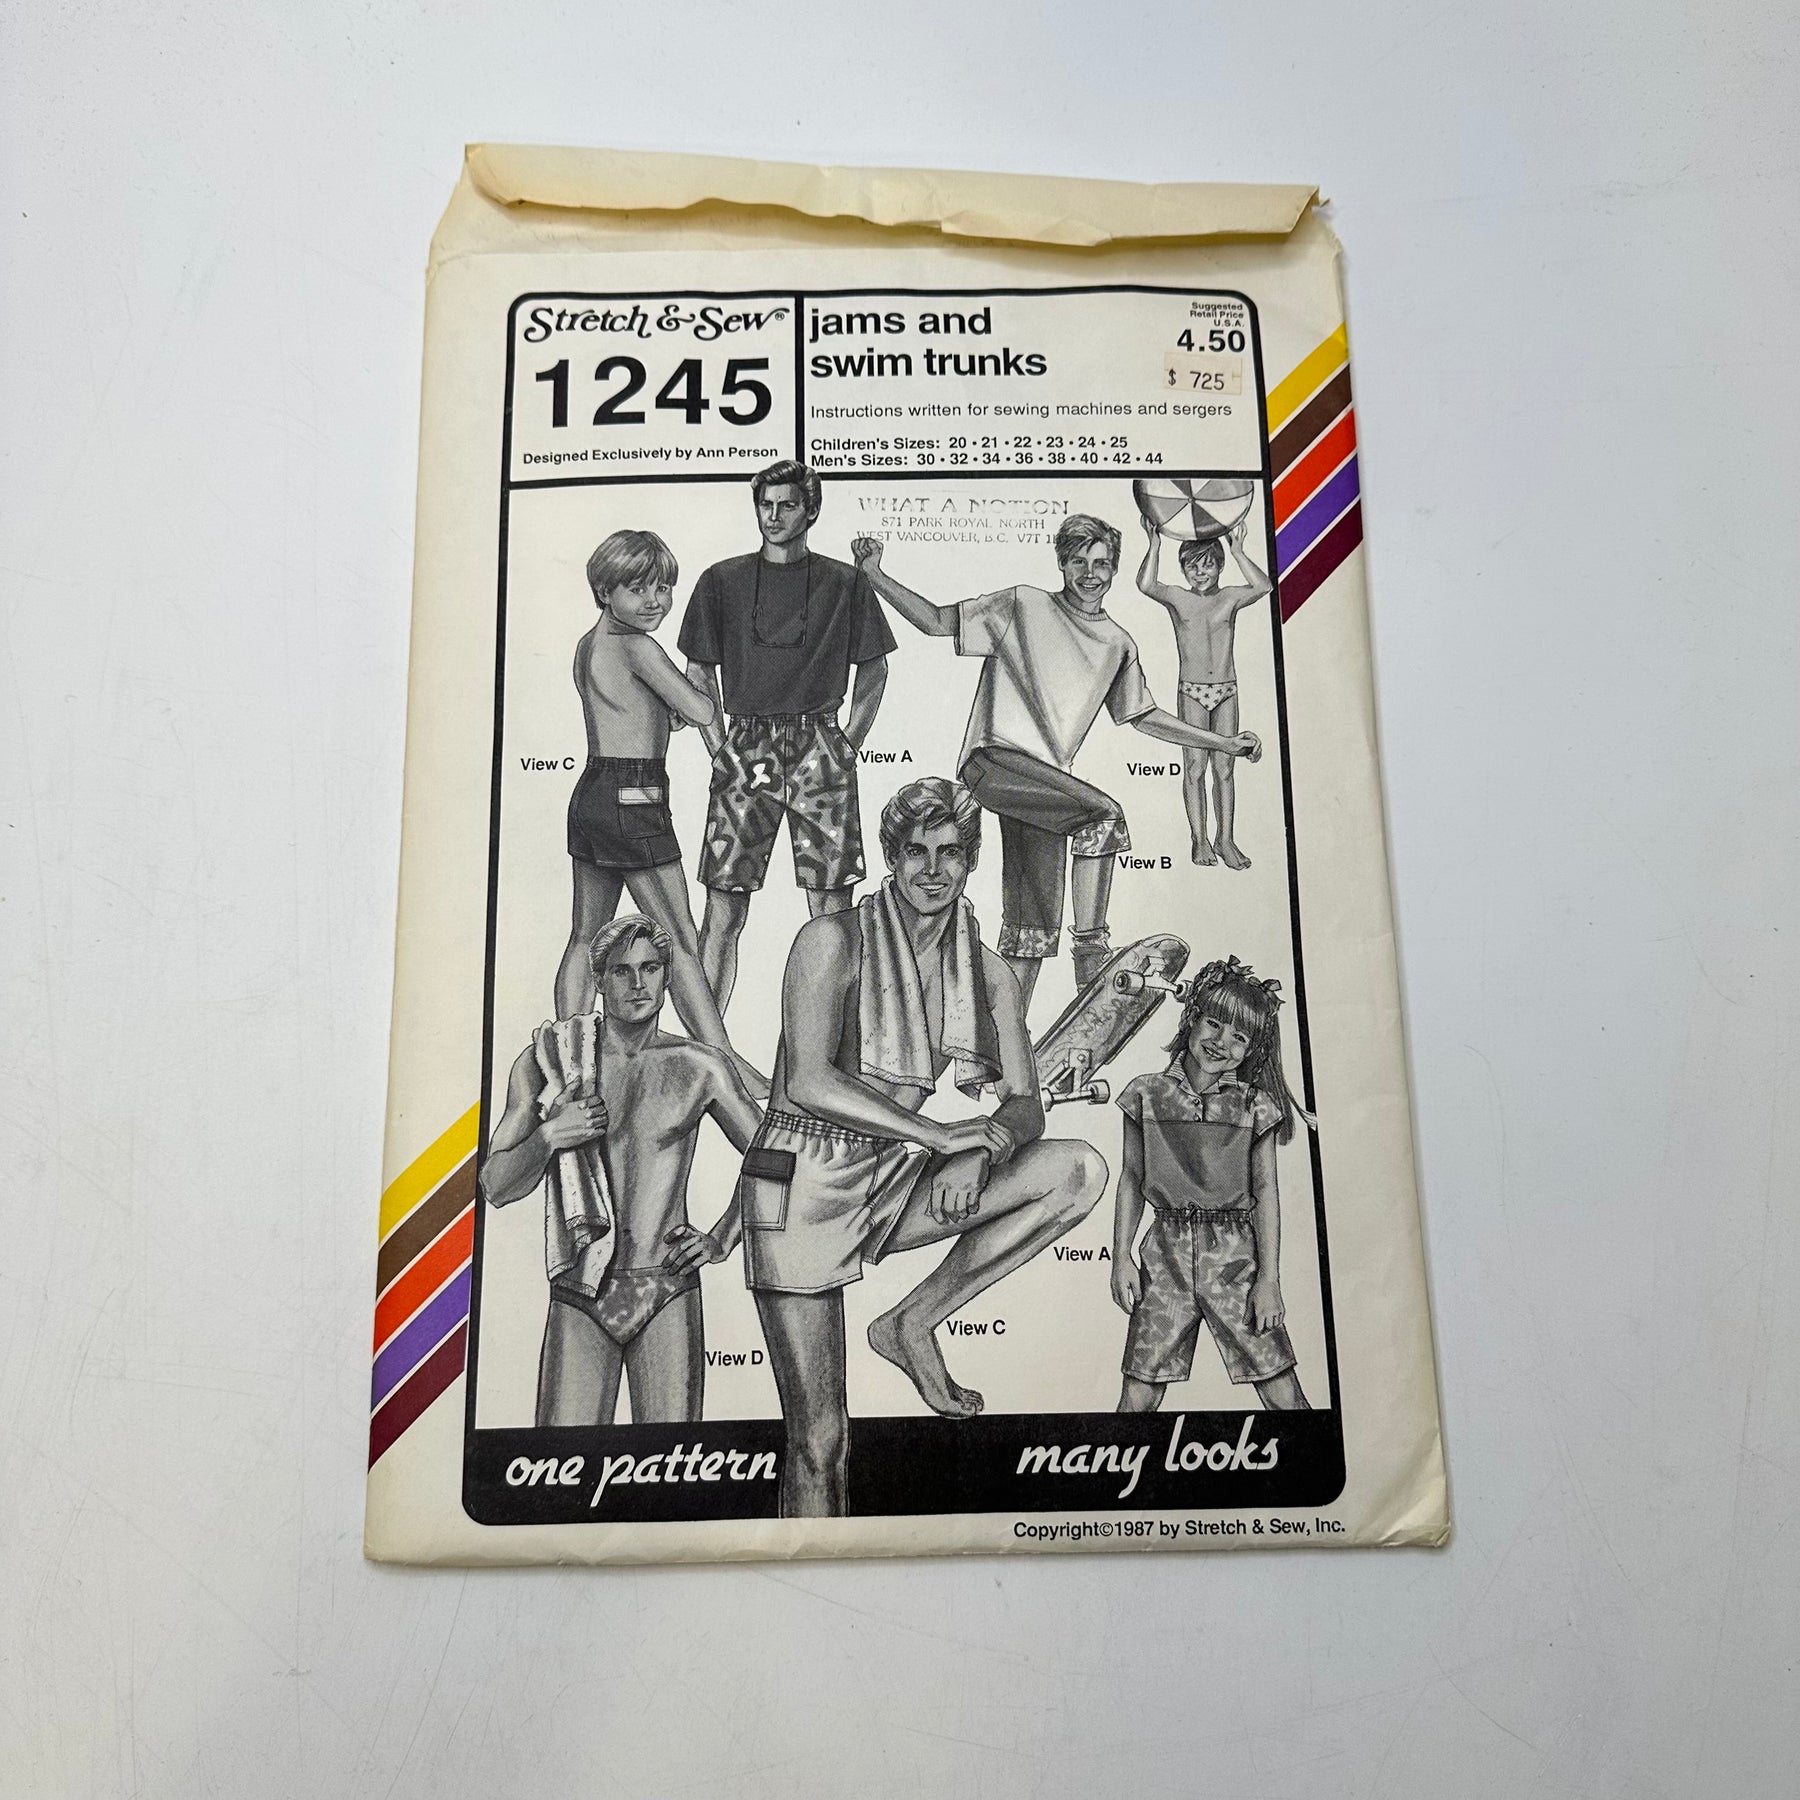 Stretch & Sew®
1245
Designed Exclusively by Ann Person
jams and
swim trunks
Instructions written for sewing machines and sergers
Children's Sizes: 20 • 21 • 22 • 23 • 24 • 25
Men's Sizes: 30 • 32 • 34 • 36 • 38 • 40 • 42 • 44
Suggested
Retail Price
U.S.A.
4.50
$ 725
WHAT A NOTION
871 PARK ROYAL NORTH
WEST VANCOUVER, B.C. V7T
View C
View A
View D
View B
View A
View C
View D
one pattern
many looks
Copyright©1987 by Stretch & Sew, Inc.